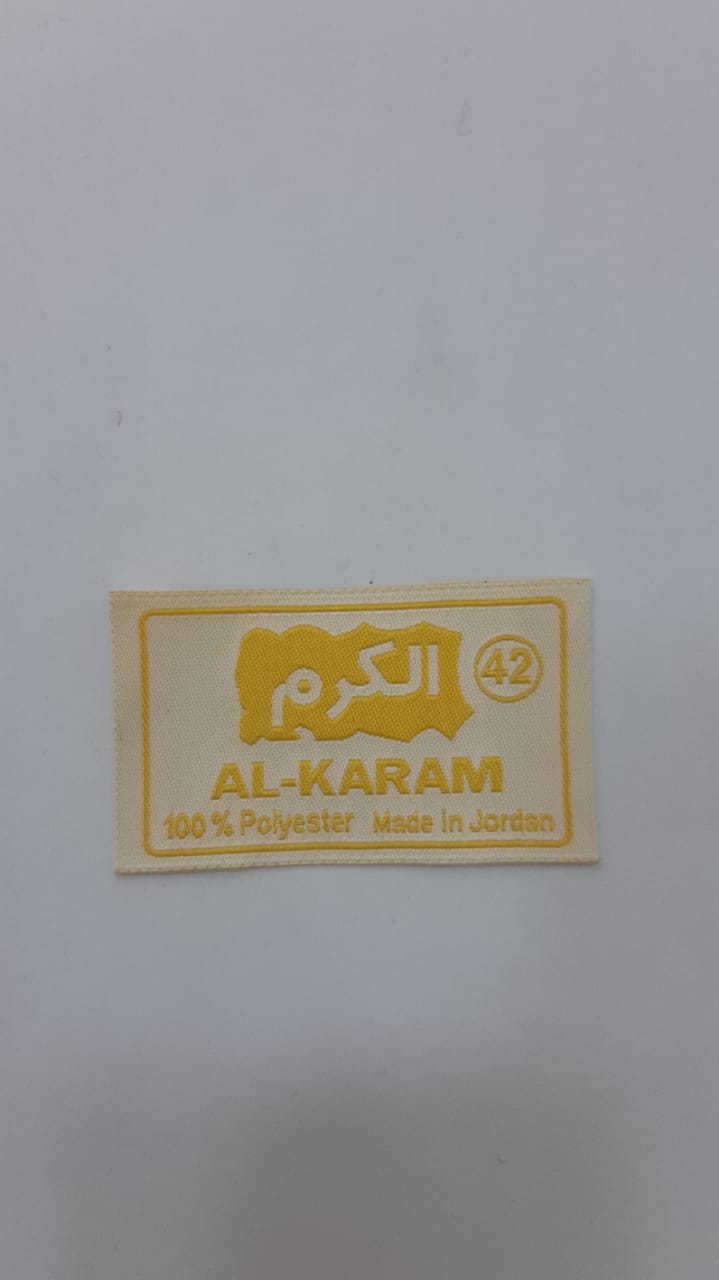 الكرم
42
AL-KARAM
100 % Polyester Made in Jordan